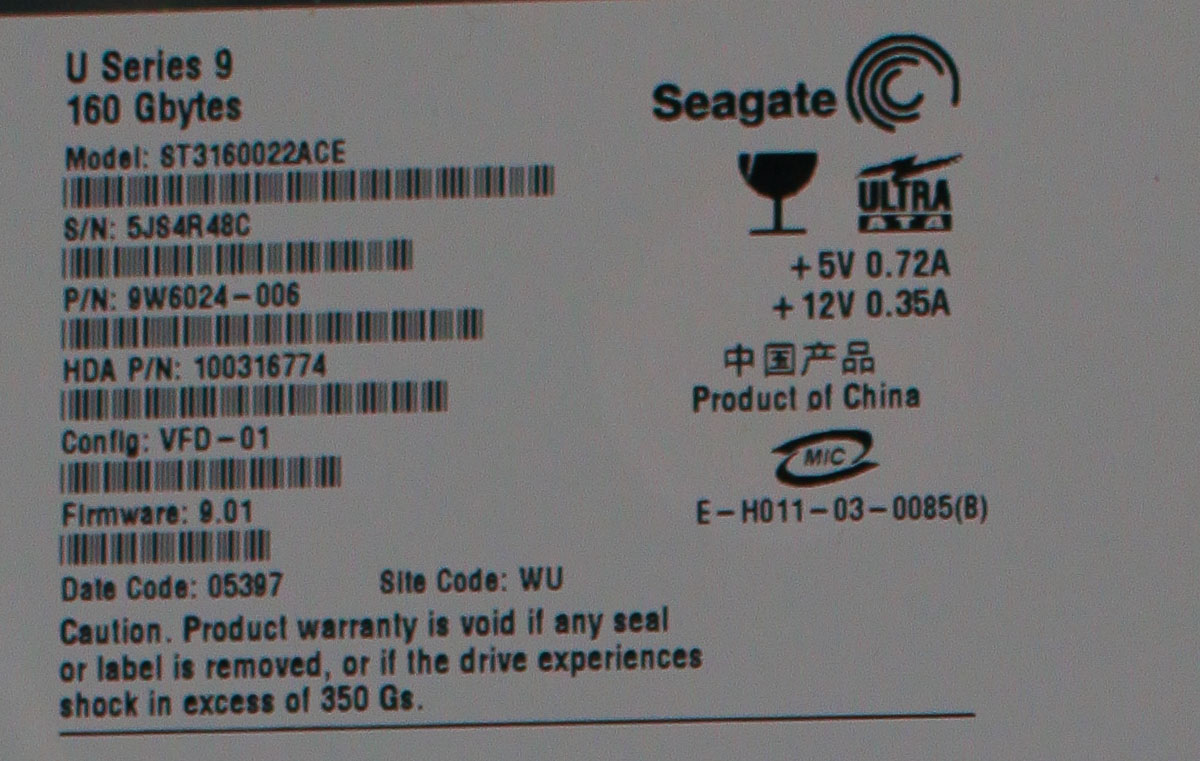 U Series 9
160 Gbytes
Model: ST3160022ACE
S/N: 5JS4R48C
P/N: 9W6024-006
HDA P/N: 100316774
Config: VFD-01
Firmware: 9.01
Date Code: 05397 Site Code: WU
Caution. Product warranty is void if any seal
or label is removed, or if the drive experiences
shock in excess of 350 Gs.
Seagate
ULTRA
ATA
+5V 0.72A
+12V 0.35A
中国产品
Product of China
MIC
E-H011-03-0085(B)